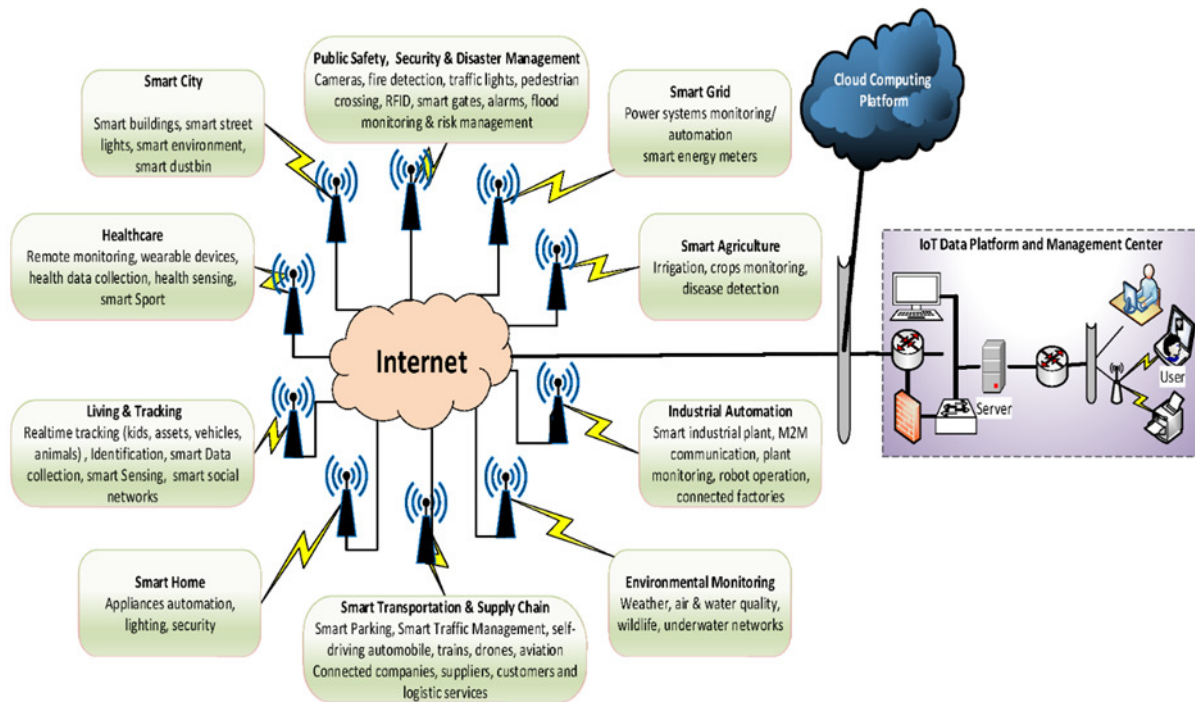 Public Safety, Security & Disaster Management
Cameras, fire detection, traffic lights, pedestrian
crossing, RFID, smart gates, alarms, flood
monitoring & risk management
Smart City
Smart buildings, smart street
lights, smart environment,
smart dustbin
Smart Grid
Power systems monitoring/
automation
smart energy meters
Cloud Computing
Platform
Healthcare
Remote monitoring, wearable devices,
health data collection, health sensing,
smart Sport
Smart Agriculture
Irrigation, crops monitoring,
disease detection
IoT Data Platform and Management Center
User
Server
Internet
Living & Tracking
Realtime tracking (kids, assets, vehicles,
animals) , Identification, smart Data
collection, smart Sensing, smart social
networks
Industrial Automation
Smart industrial plant, M2M
communication, plant
monitoring, robot operation,
connected factories
Smart Home
Appliances automation,
lighting, security
Smart Transportation & Supply Chain
Smart Parking, Smart Traffic Management, self-
driving automobile, trains, drones, aviation
Connected companies, suppliers, customers and
logistic services
Environmental Monitoring
Weather, air & water quality,
wildlife, underwater networks